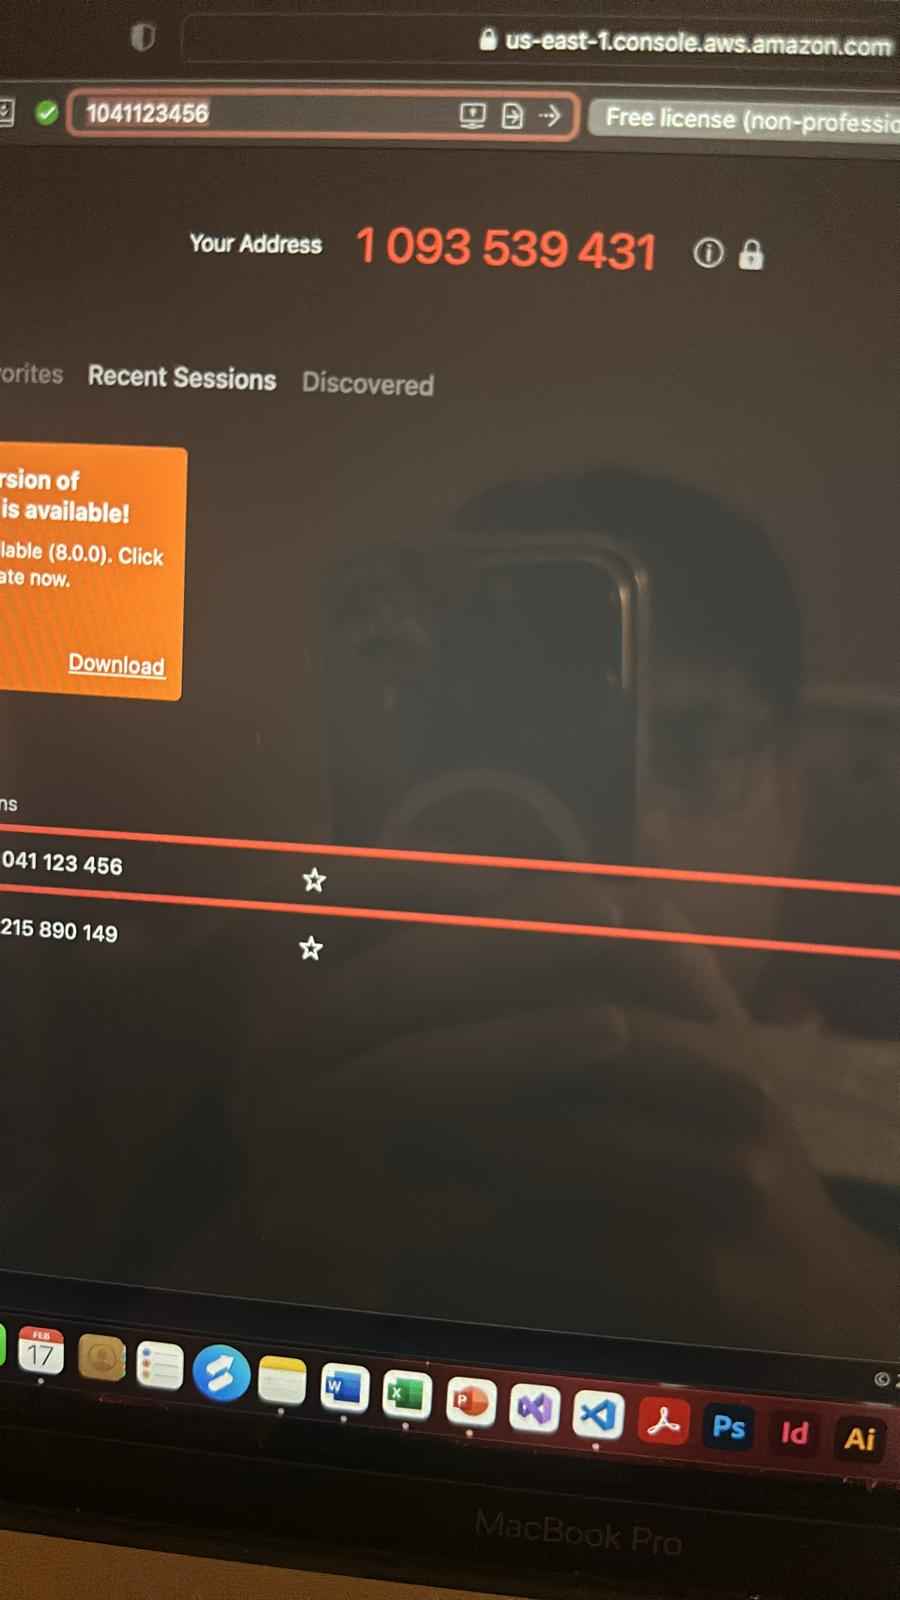 us-east-1.console.aws.amazon.com
1041123456
Free license (non-professio
Your Address 1 093 539 431
orites Recent Sessions Discovered
rsion of
is available!
lable (8.0.0). Click
ate now.
Download
ns
041 123 456
215 890 149
FEB
17
W
X
P
Ps
Id
Ai
©
MacBook Pro